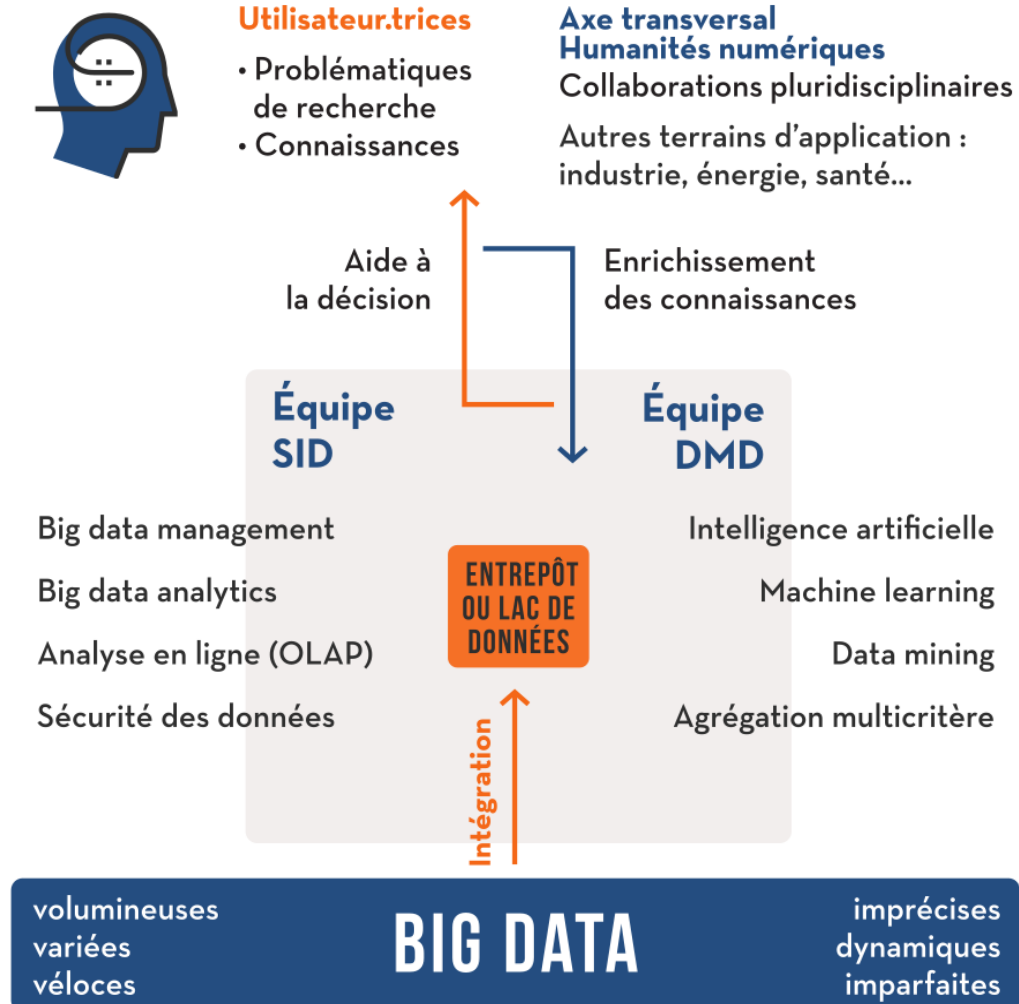 Utilisateur.trices
• Problématiques
de recherche
• Connaissances
Axe transversal
Humanités numériques
Collaborations pluridisciplinaires
Autres terrains d'application :
industrie, énergie, santé...
Aide à
la décision
Enrichissement
des connaissances
Équipe
SID
Équipe
DMD
Big data management
Big data analytics
Analyse en ligne (OLAP)
Sécurité des données
ENTREPÔT
OU LAC DE
DONNÉES
Intelligence artificielle
Machine learning
Data mining
Agrégation multicritère
Intégration
volumineuses
variées
véloces
BIG DATA
imprécises
dynamiques
imparfaites